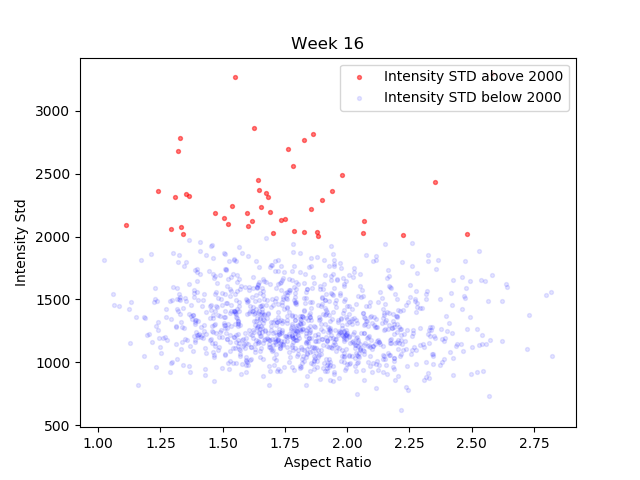 Week 16
Intensity STD above 2000
Intensity STD below 2000
Intensity Std
3000
2500
2000
1500
1000
500
1.00 1.25 1.50 1.75 2.00 2.25 2.50 2.75
Aspect Ratio